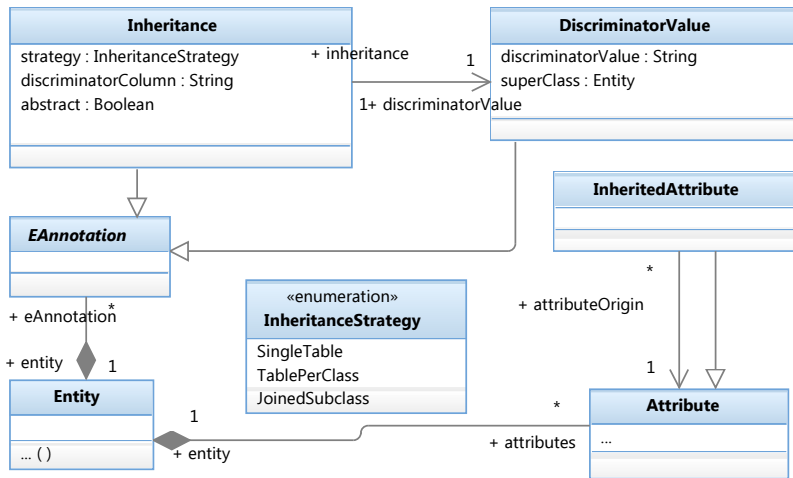 Inheritance
strategy : InheritanceStrategy
discriminatorColumn : String
abstract : Boolean
+ inheritance
1
1+ discriminatorValue
DiscriminatorValue
discriminatorValue : String
superClass : Entity
InheritedAttribute
EAnnotation
*
+ eAnnotation
+ entity
1
«enumeration»
InheritanceStrategy
SingleTable
TablePerClass
JoinedSubclass
*
+ attributeOrigin
1
Entity
... ( )
1
+ entity
*
+ attributes
Attribute
...